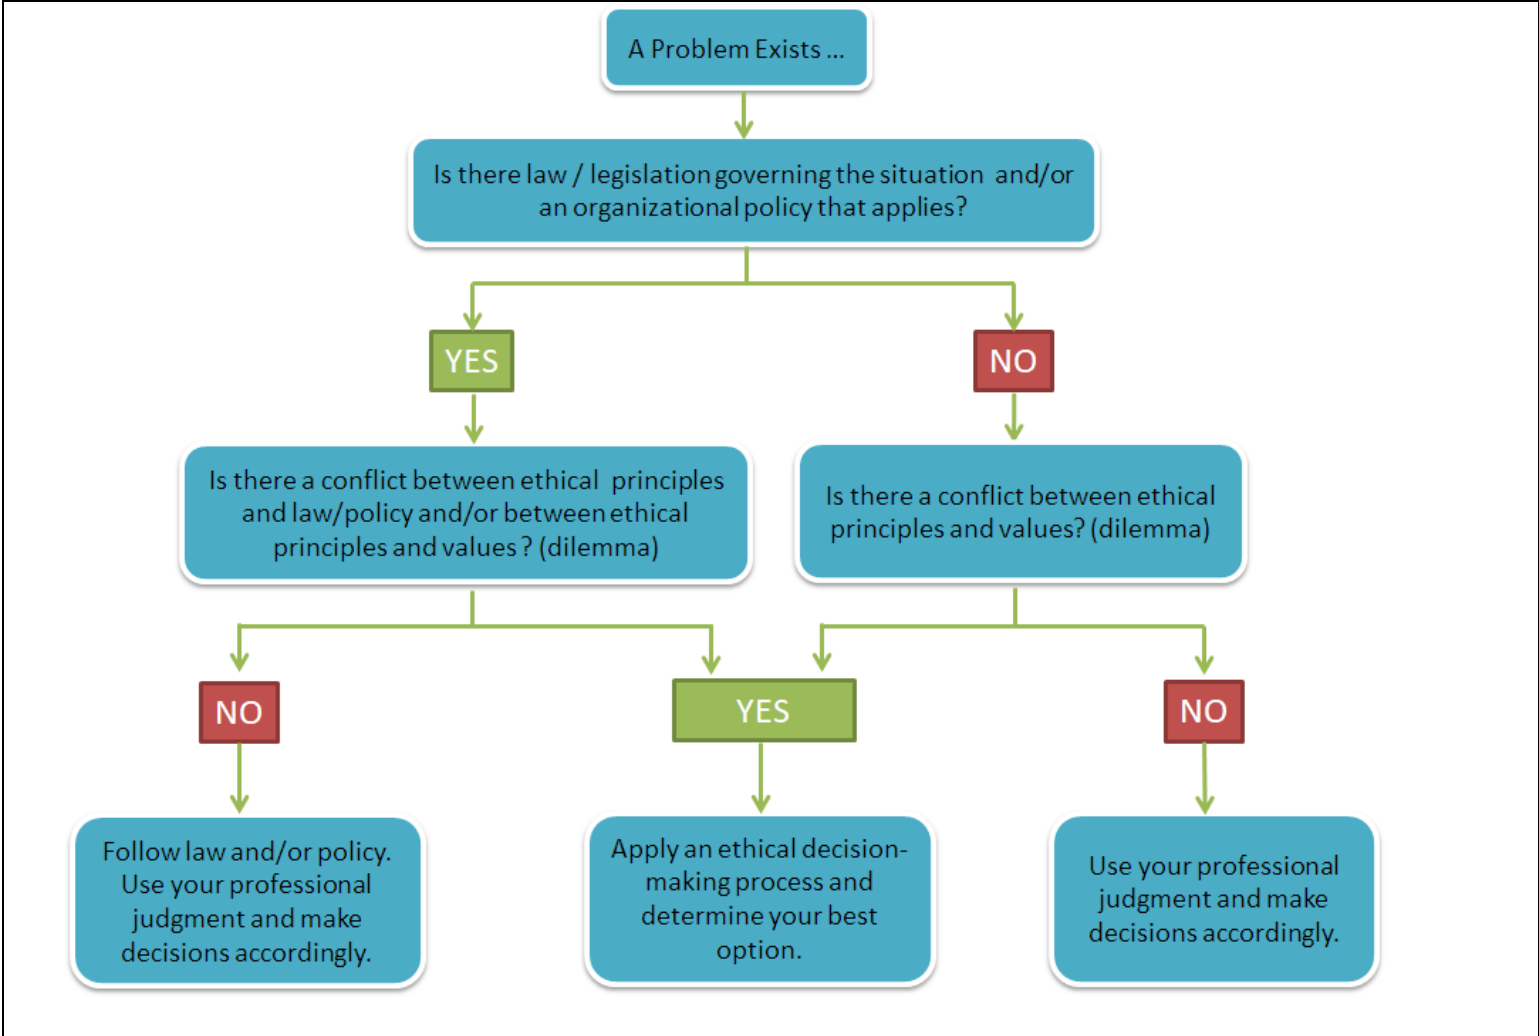 A Problem Exists ...
Is there law / legislation governing the situation and/or
an organizational policy that applies?
YES
NO
Is there a conflict between ethical principles
and law/policy and/or between ethical
principles and values ? (dilemma)
Is there a conflict between ethical
principles and values? (dilemma)
NO
YES
NO
Follow law and/or policy.
Use your professional
judgment and make
decisions accordingly.
Apply an ethical decision-
making process and
determine your best
option.
Use your professional
judgment and make
decisions accordingly.